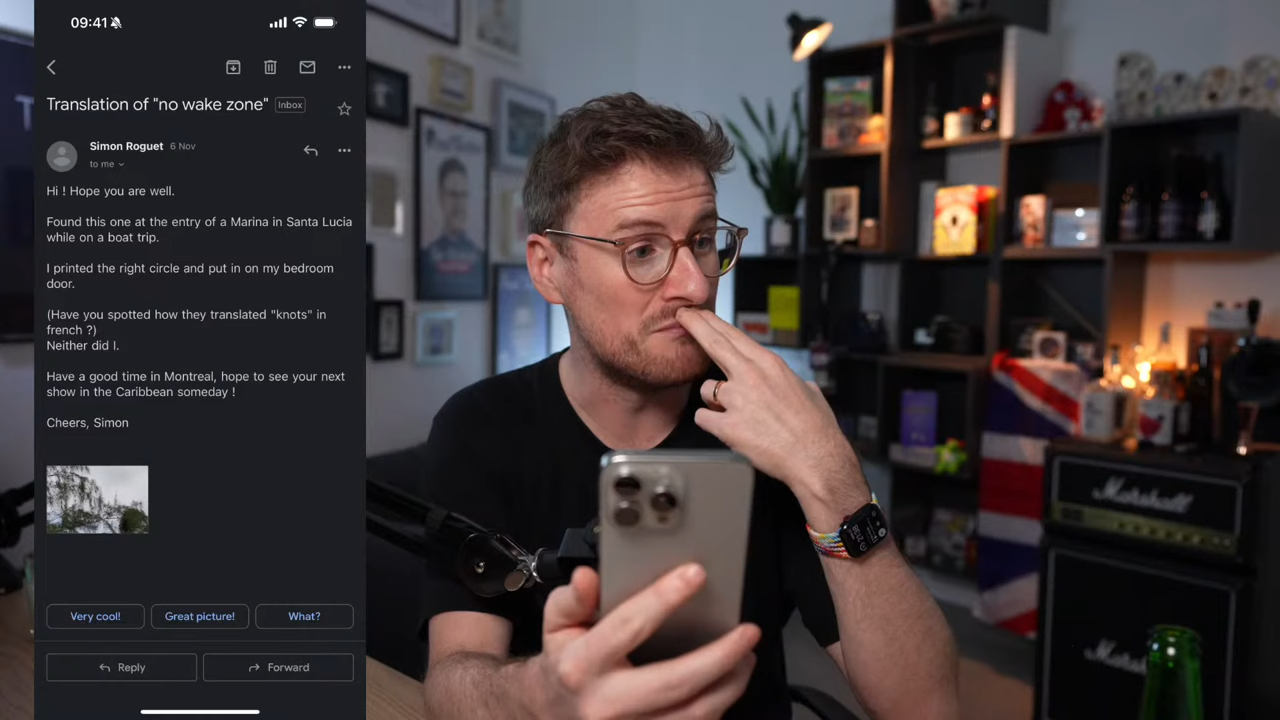 09:41
Translation of "no wake zone" Inbox
Simon Roguet 6 Nov
to me
Hi ! Hope you are well.
Found this one at the entry of a Marina in Santa Lucia
while on a boat trip.
I printed the right circle and put in on my bedroom
door.
(Have you spotted how they translated "knots" in
french ?)
Neither did I.
Have a good time in Montreal, hope to see your next
show in the Caribbean someday !
Cheers, Simon
Very cool!
Great picture!
What?
Reply
Forward
Marshall
Marshall